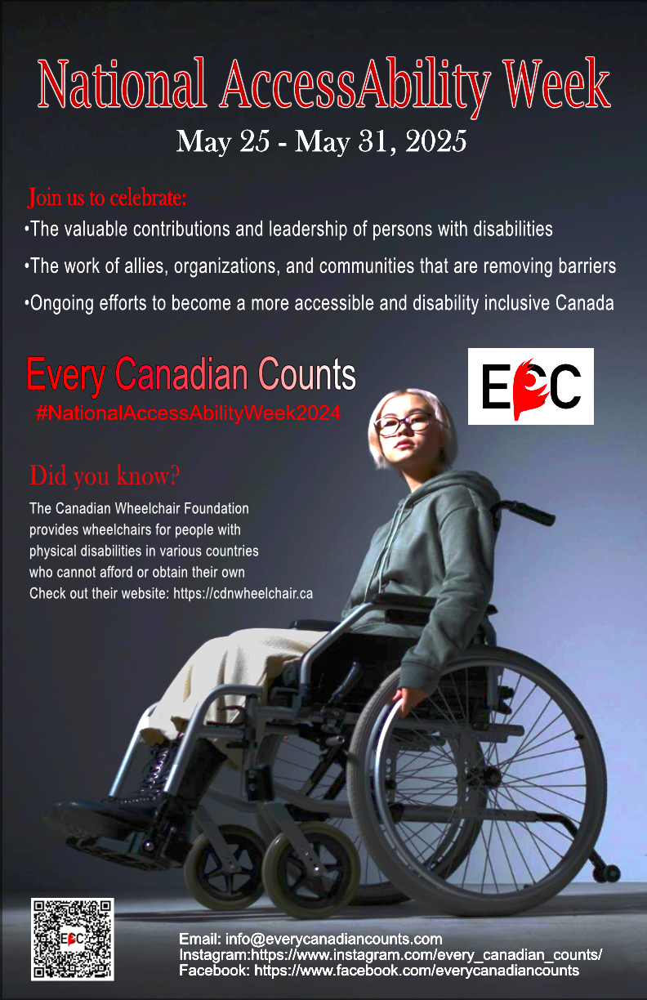 National AccessAbility Week
May 25 - May 31, 2025
Join us to celebrate:
•The valuable contributions and leadership of persons with disabilities
•The work of allies, organizations, and communities that are removing barriers
•Ongoing efforts to become a more accessible and disability inclusive Canada
Every Canadian Counts
ECC
#NationalAccessAbilityWeek2024
Did you know?
The Canadian Wheelchair Foundation
provides wheelchairs for people with
physical disabilities in various countries
who cannot afford or obtain their own
Check out their website: https://cdnwheelchair.ca
ECC
Email: info@everycanadiancounts.com
Instagram:https://www.instagram.com/every_canadian_counts/
Facebook: https://www.facebook.com/everycanadiancounts